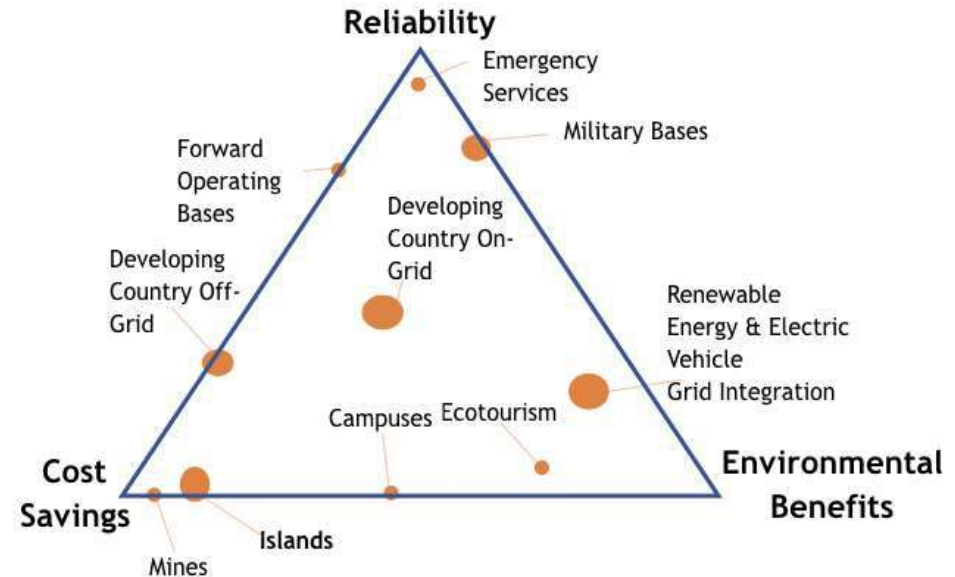 Reliability
Emergency
Services
Military Bases
Forward
Operating
Bases
Developing
Country On-
Grid
Developing
Country Off-
Grid
Renewable
Energy & Electric
Vehicle
Grid Integration
Campuses
Ecotourism
Cost
Savings
Environmental
Benefits
Islands
Mines